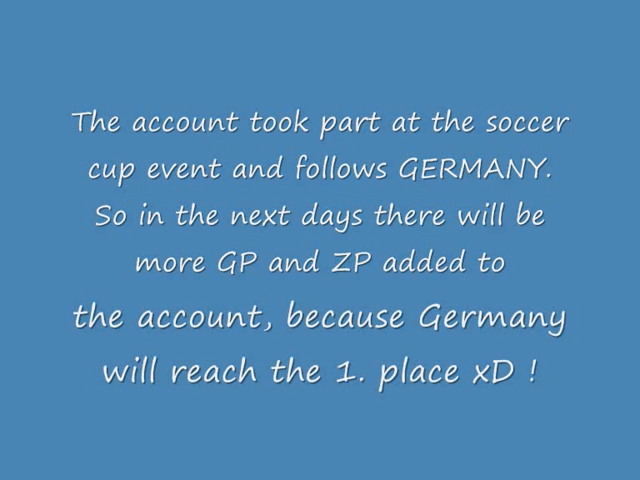 The account took part at the soccer
cup event and follows GERMANY.
So in the next days there will be
more GP and ZP added to
the account, because Germany
will reach the 1. place xD !